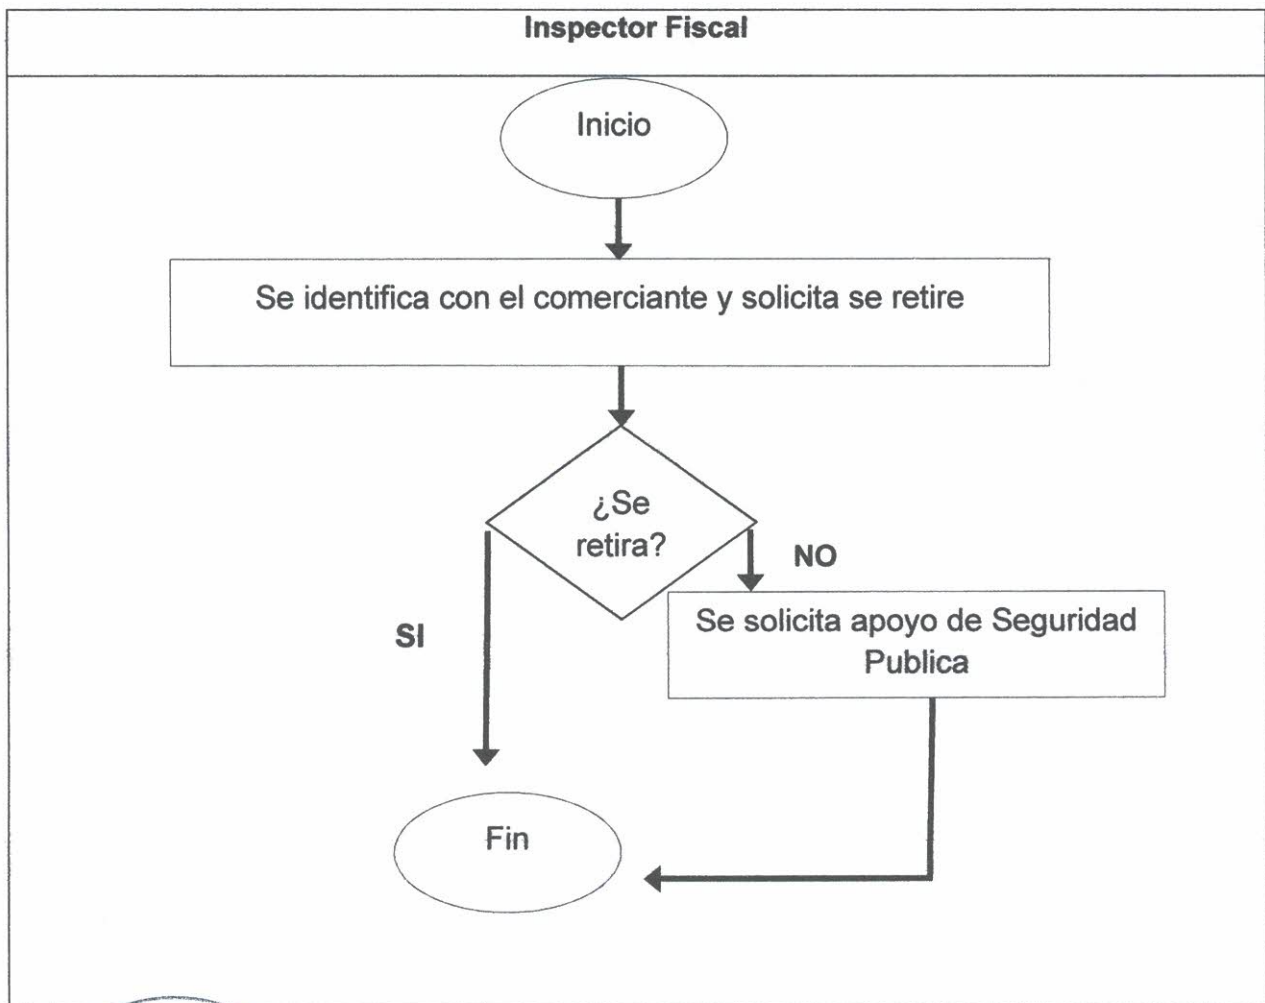 Inspector Fiscal
Inicio
Se identifica con el comerciante y solicita se retire
¿Se
retira?
NO
SI
Se solicita apoyo de Seguridad
Publica
Fin